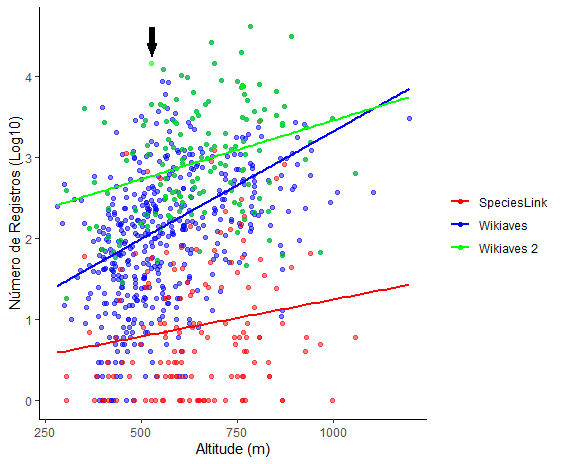 Número de Registros (Log10)
4
3
2
1
0
250
500
750
1000
Altitude (m)
SpeciesLink
Wikiaves
Wikiaves 2